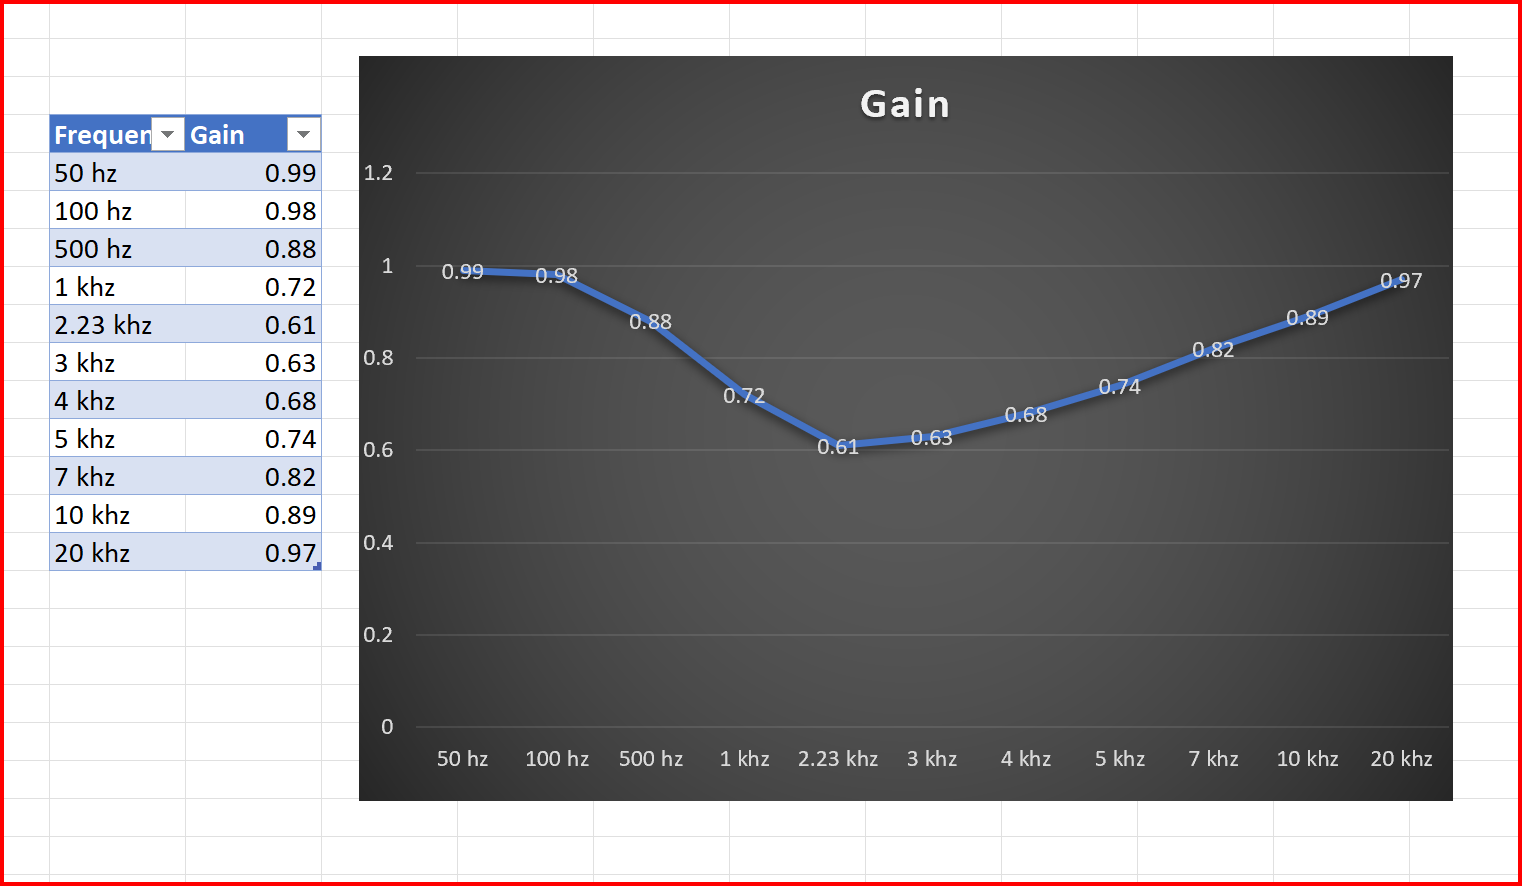 Frequen Gain
50 hz 0.99
100 hz 0.98
500 hz 0.88
1 khz 0.72
2.23 khz 0.61
3 khz 0.63
4 khz 0.68
5 khz 0.74
7 khz 0.82
10 khz 0.89
20 khz 0.97
Gain
1.2
1
0.8
0.6
0.4
0.2
0
0.99 0.98 0.88 0.72 0.61 0.63 0.68 0.74 0.82 0.89 0.97
50 hz 100 hz 500 hz 1 khz 2.23 khz 3 khz 4 khz 5 khz 7 khz 10 khz 20 khz